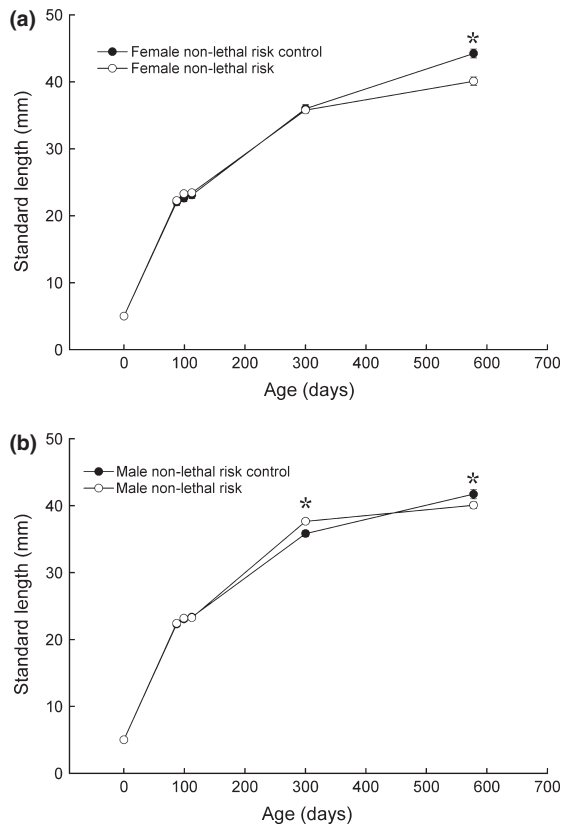 (a)
50
40
30
20
10
0
Standard length (mm)
Female non-lethal risk control
Female non-lethal risk
*
0 100 200 300 400 500 600 700
Age (days)
(b)
50
40
30
20
10
0
Standard length (mm)
Male non-lethal risk control
Male non-lethal risk
* *
0 100 200 300 400 500 600 700
Age (days)